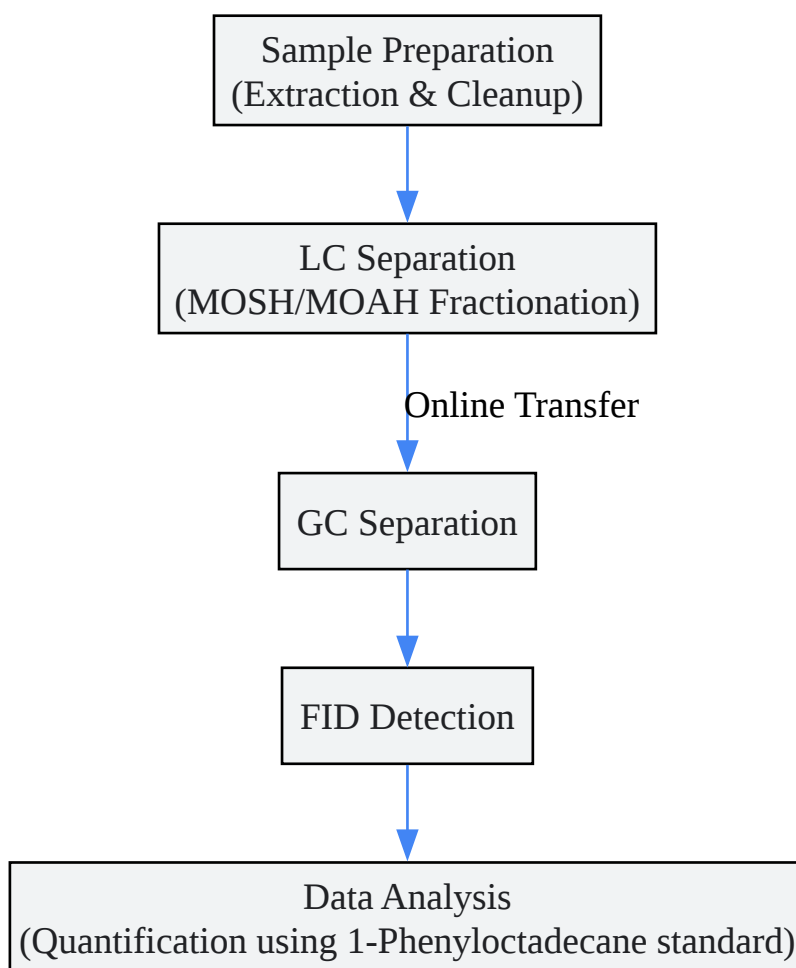 Sample Preparation
(Extraction & Cleanup)
LC Separation
(MOSH/MOAH Fractionation)
Online Transfer
GC Separation
FID Detection
Data Analysis
(Quantification using 1-Phenyloctadecane standard)